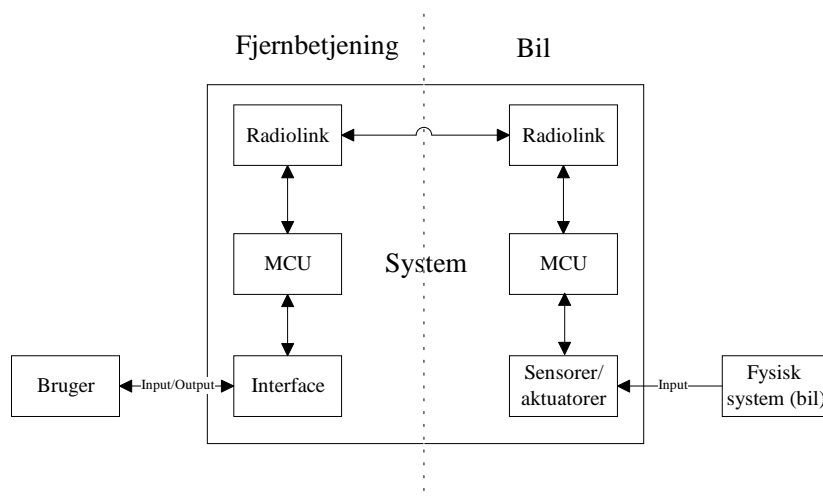 Fjernbetjening
Bil
Radiolink
Radiolink
MCU
System
MCU
Bruger
Input/Output
Interface
Sensorer/
aktuatorer
Input
Fysisk
system (bil)